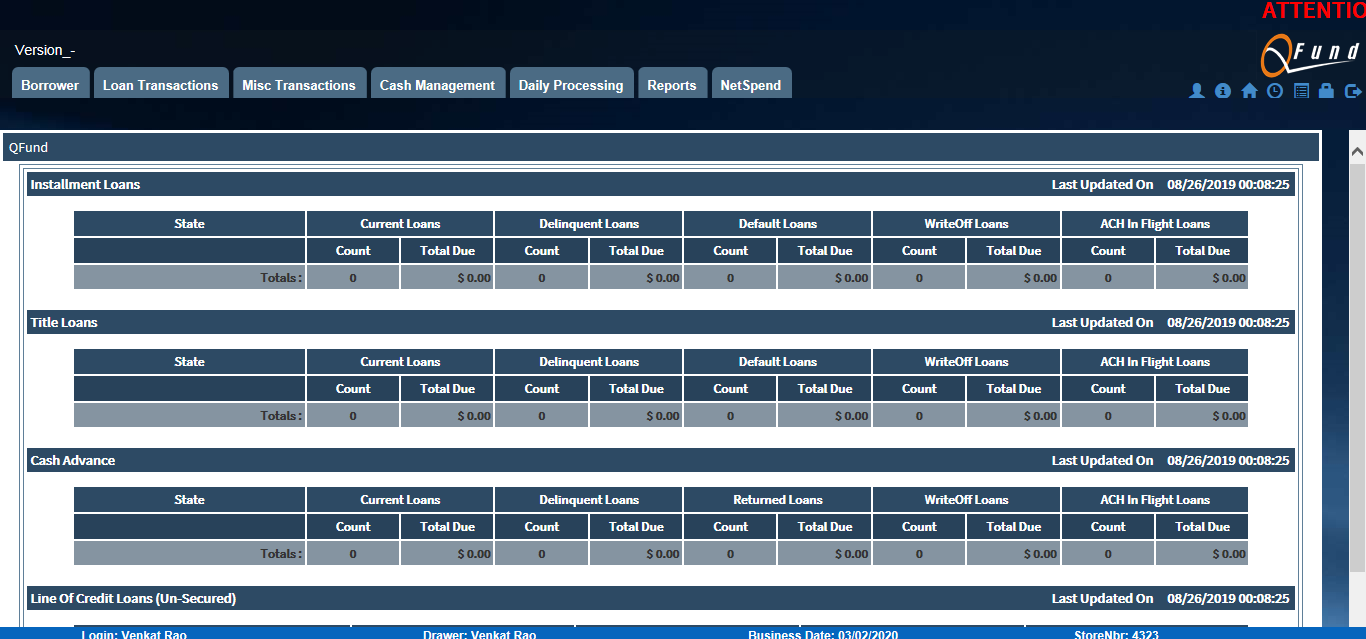 ATTENTIO
Version_-
QFund
Borrower Loan Transactions Misc Transactions Cash Management Daily Processing Reports NetSpend
QFund
Installment Loans Last Updated On 08/26/2019 00:08:25
State Current Loans Delinquent Loans Default Loans WriteOff Loans ACH In Flight Loans
Count Total Due Count Total Due Count Total Due Count Total Due Count Total Due
Totals : 0 $ 0.00 0 $ 0.00 0 $ 0.00 0 $ 0.00 0 $ 0.00
Title Loans Last Updated On 08/26/2019 00:08:25
State Current Loans Delinquent Loans Default Loans WriteOff Loans ACH In Flight Loans
Count Total Due Count Total Due Count Total Due Count Total Due Count Total Due
Totals : 0 $ 0.00 0 $ 0.00 0 $ 0.00 0 $ 0.00 0 $ 0.00
Cash Advance Last Updated On 08/26/2019 00:08:25
State Current Loans Delinquent Loans Returned Loans WriteOff Loans ACH In Flight Loans
Count Total Due Count Total Due Count Total Due Count Total Due Count Total Due
Totals : 0 $ 0.00 0 $ 0.00 0 $ 0.00 0 $ 0.00 0 $ 0.00
Line Of Credit Loans (Un-Secured) Last Updated On 08/26/2019 00:08:25
Login: Venkat Rao Drawer: Venkat Rao Business Date: 03/02/2020 StoreNbr: 4323